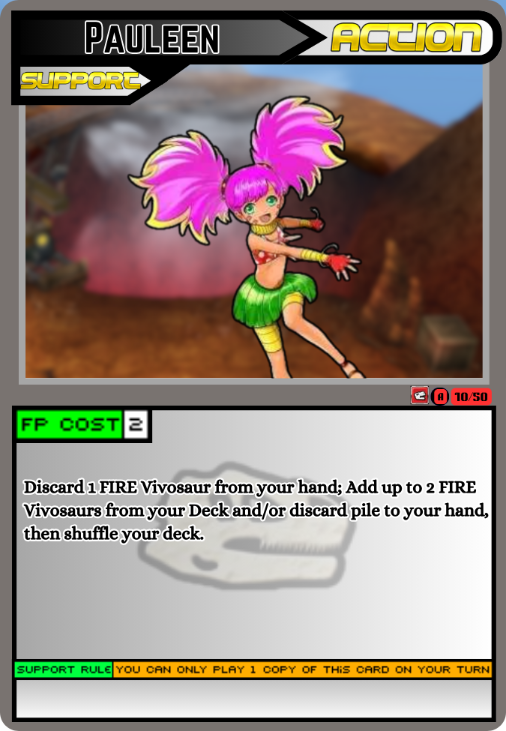 Pauleen
ACTION
SUPPORT
A 10/50
FP COST 2
Discard 1 FIRE Vivosaur from your hand; Add up to 2 FIRE
Vivosaurs from your Deck and/or discard pile to your hand,
then shuffle your deck.
SUPPORT RULE YOU CAN ONLY PLAY 1 COPY OF THIS CARD ON YOUR TURN